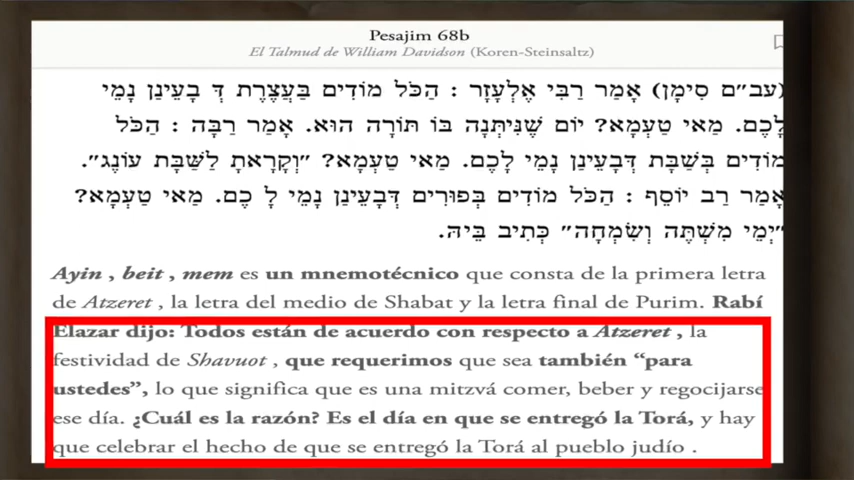 Pesajim 68b
El Talmud de William Davidson (Koren-Steinsaltz)
(עב״ם סִימָן) אָמַר רַבִּי אֶלְעָזָר : הַכֹּל מוֹדִים בַּעֲצֶרֶת דְּ בָעֵינַן נָמֵי
לָכֶם. מַאי טַעְמָא? יוֹם שֶׁנִּיתְּנָה בּוֹ תּוֹרָה הוּא. אָמַר רַבָּה : הַכֹּל
מוֹדִים בְּשַׁבָּת דְּבָעֵינַן נָמֵי לָכֶם. מַאי טַעְמָא? ״וְקָרָאתָ לַשַּׁבָּת עוֹנֶג״.
אָמַר רַב יוֹסֵף : הַכֹּל מוֹדִים בְּפוּרִים דְּבָעֵינַן נָמֵי לָ כֶם. מַאי טַעְמָא?
״יְמֵי מִשְׁתֶּה וְשִׂמְחָה״ כְּתִיב בֵּיהּ.
Ayin , beit , mem es un mnemotécnico que consta de la primera letra
de Atzeret , la letra del medio de Shabat y la letra final de Purim. Rabí
Elazar dijo: Todos están de acuerdo con respecto a Atzeret , la
festividad de Shavuot , que requerimos que sea también “para
ustedes”, lo que significa que es una mitzvá comer, beber y regocijarse
ese día. ¿Cuál es la razón? Es el día en que se entregó la Torá, y hay
que celebrar el hecho de que se entregó la Torá al pueblo judío .